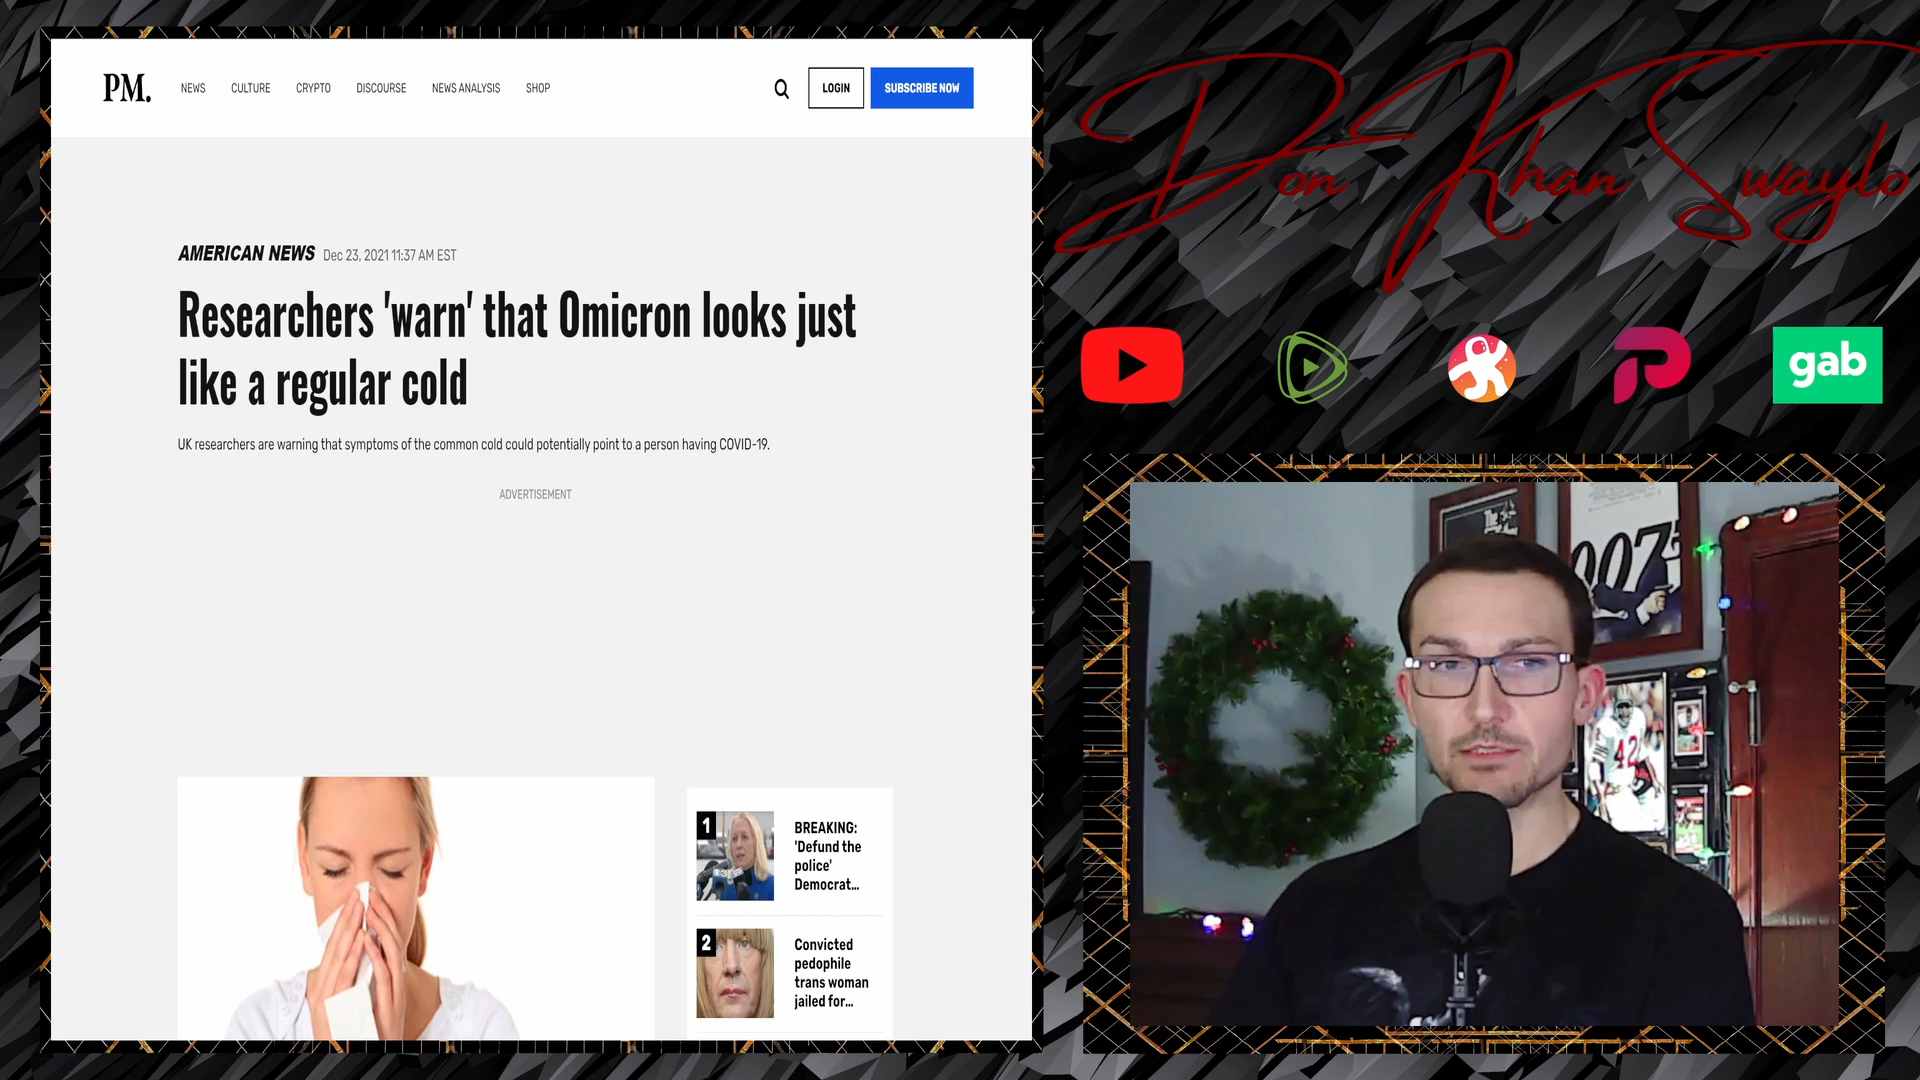 PM.
NEWS CULTURE CRYPTO DISCOURSE NEWS ANALYSIS SHOP
LOGIN
SUBSCRIBE NOW
AMERICAN NEWS Dec 23, 2021 11:37 AM EST
Researchers 'warn' that Omicron looks just
like a regular cold
UK researchers are warning that symptoms of the common cold could potentially point to a person having COVID-19.
ADVERTISEMENT
1
BREAKING:
'Defund the
police'
Democrat...
2
Convicted
pedophile
trans woman
jailed for...
Don Khan Swaylo
gab
The
007
42